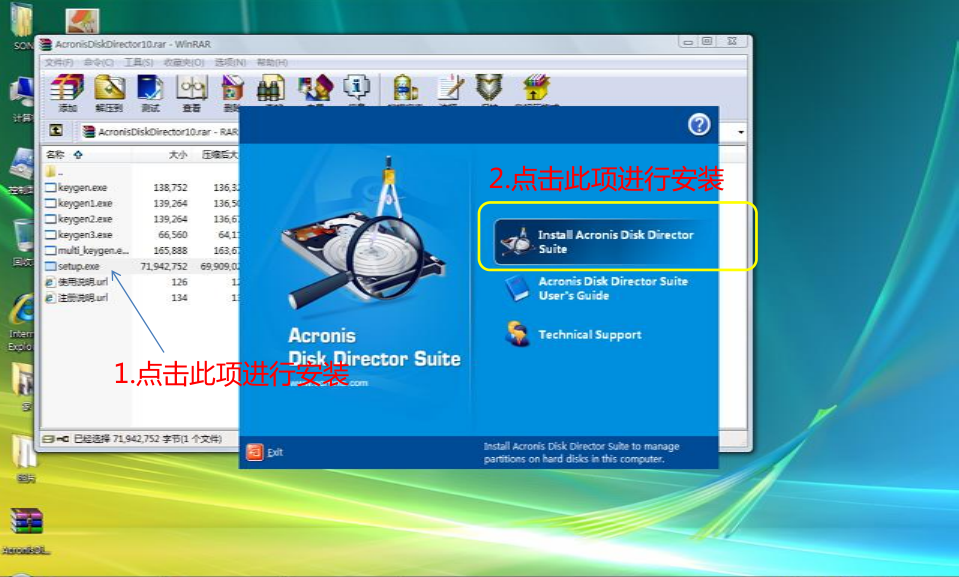 SON
AcronisDiskDirector10.rar - WinRAR
文件(F) 命令(C) 工具(S) 收藏夹(O) 选项(N) 帮助(H)
添加 解压到 测试 查看 删除
AcronisDiskDirector10.rar - RAR
名称 大小 压缩后大
..
keygen.exe 138,752 136,3
keygen1.exe 139,264 136,5
keygen2.exe 139,264 136,6
keygen3.exe 66,560 64,1
multi_keygen.e... 165,888 163,6
setup.exe 71,942,752 69,909,0
使用说明.url 126
注册说明.url 134
1.点击此项进行安装
已经选择 71,942,752 字节(1 个文件)
2.点击此项进行安装
Install Acronis Disk Director
Suite
Acronis Disk Director Suite
User's Guide
Technical Support
Acronis
Disk Director Suite
.com
Exit
Install Acronis Disk Director Suite to manage
partitions on hard disks in this computer.
计算
控制
回收
Intern
Explo
图片
AcronisDi...